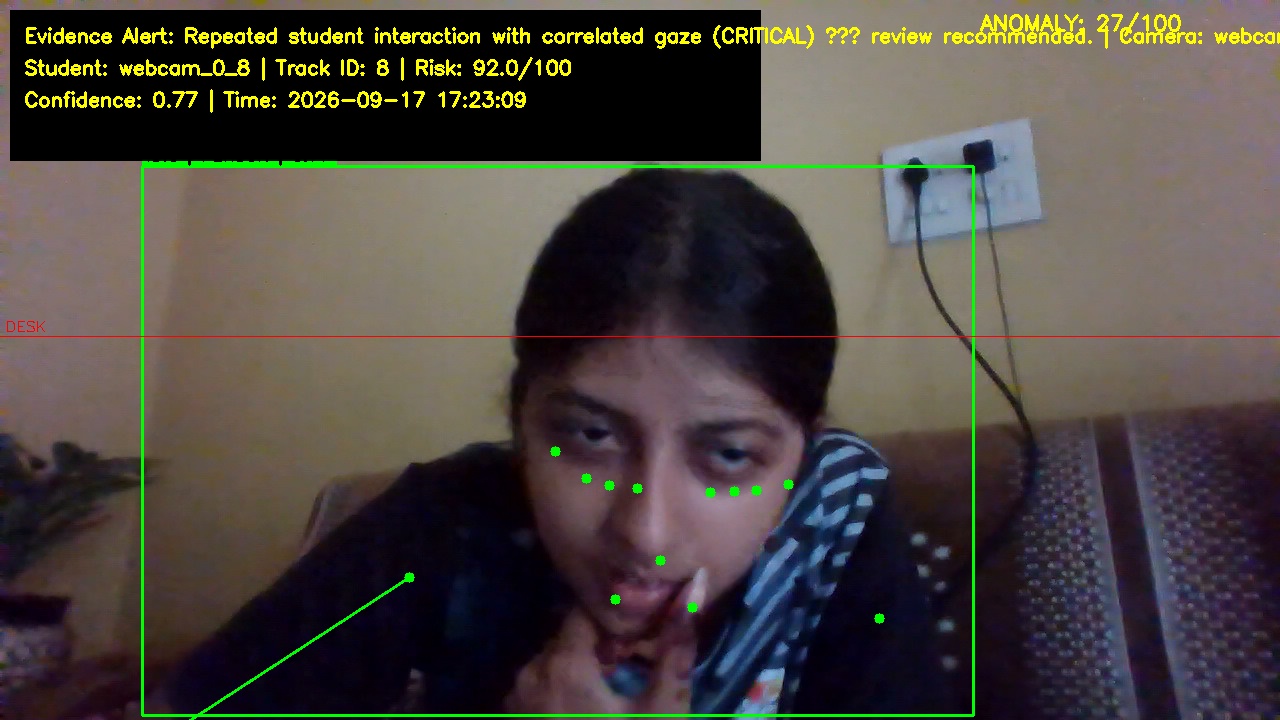 ANOMALY: 27/100
Evidence Alert: Repeated student interaction with correlated gaze (CRITICAL) ??? review recommended. | Camera: webcam
Student: webcam_0_8 | Track ID: 8 | Risk: 92.0/100
Confidence: 0.77 | Time: 2026-09-17 17:23:09
DESK